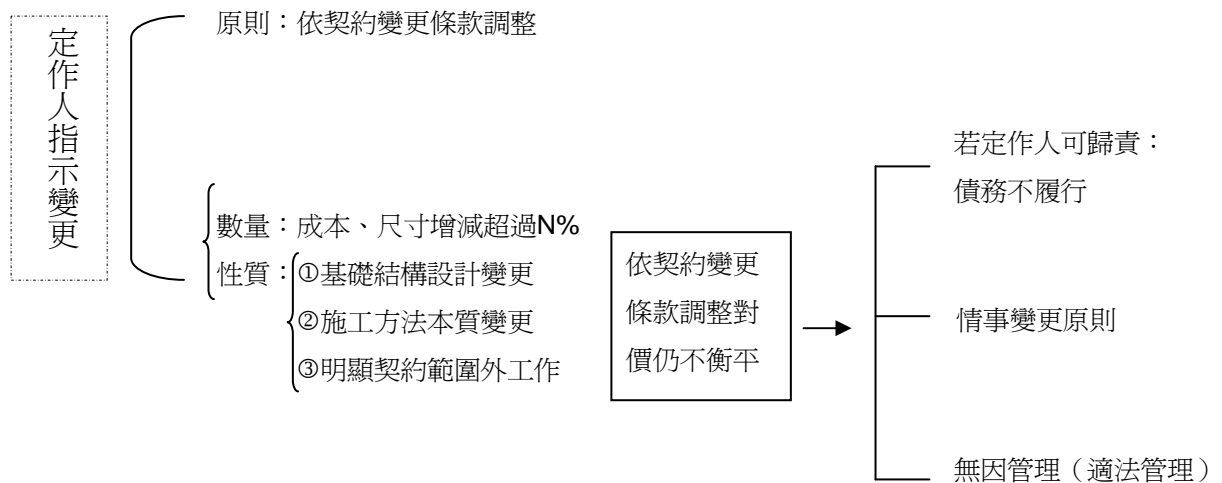 定作人指示變更
原則：依契約變更條款調整
數量：成本、尺寸增減超過N%
性質：①基礎結構設計變更
②施工方法本質變更
③明顯契約範圍外工作
依契約變更
條款調整對
價仍不衡平
若定作人可歸責：
債務不履行
情事變更原則
無因管理（適法管理）